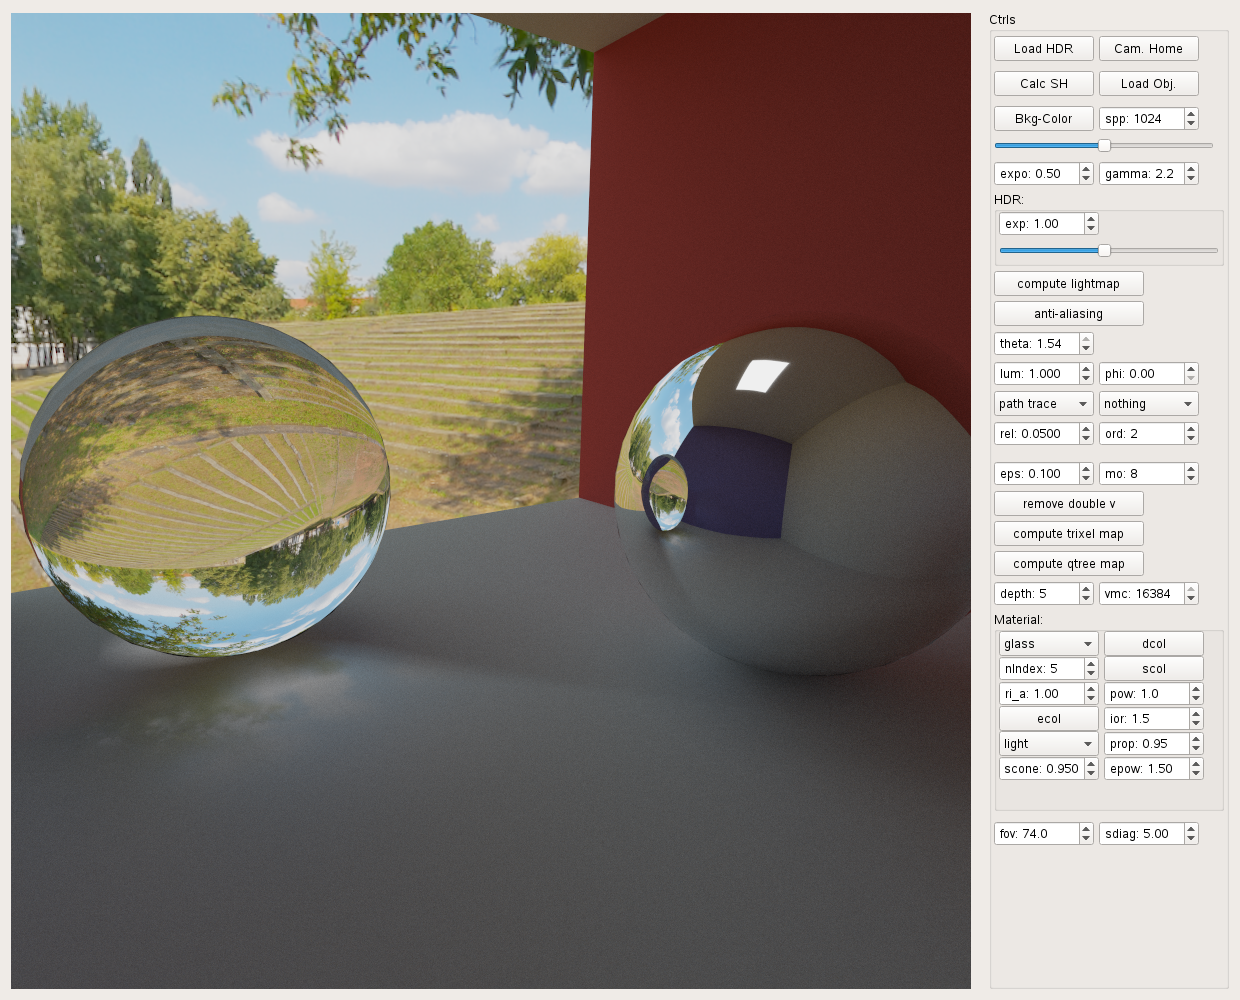 Ctrls
Load HDR Cam. Home
Calc SH Load Obj.
Bkg-Color spp: 1024
expo: 0.50 gamma: 2.2
HDR:
exp: 1.00
compute lightmap
anti-aliasing
theta: 1.54
lum: 1.000 phi: 0.00
path trace nothing
rel: 0.0500 ord: 2
eps: 0.100 mo: 8
remove double v
compute trixel map
compute qtree map
depth: 5 vmc: 16384
Material:
glass dcol
nIndex: 5 scol
ri_a: 1.00 pow: 1.0
ecol ior: 1.5
light prop: 0.95
scone: 0.950 epow: 1.50
fov: 74.0 sdiag: 5.00